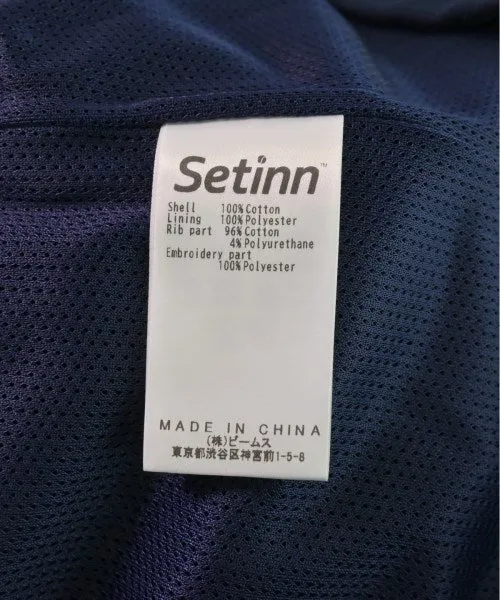 Setinn™
Shell 100% Cotton
Lining 100% Polyester
Rib part 96% Cotton
4% Polyurethane
Embroidery part
100% Polyester
MADE IN CHINA
(株)ビームス
東京都渋谷区神宮前1-5-8